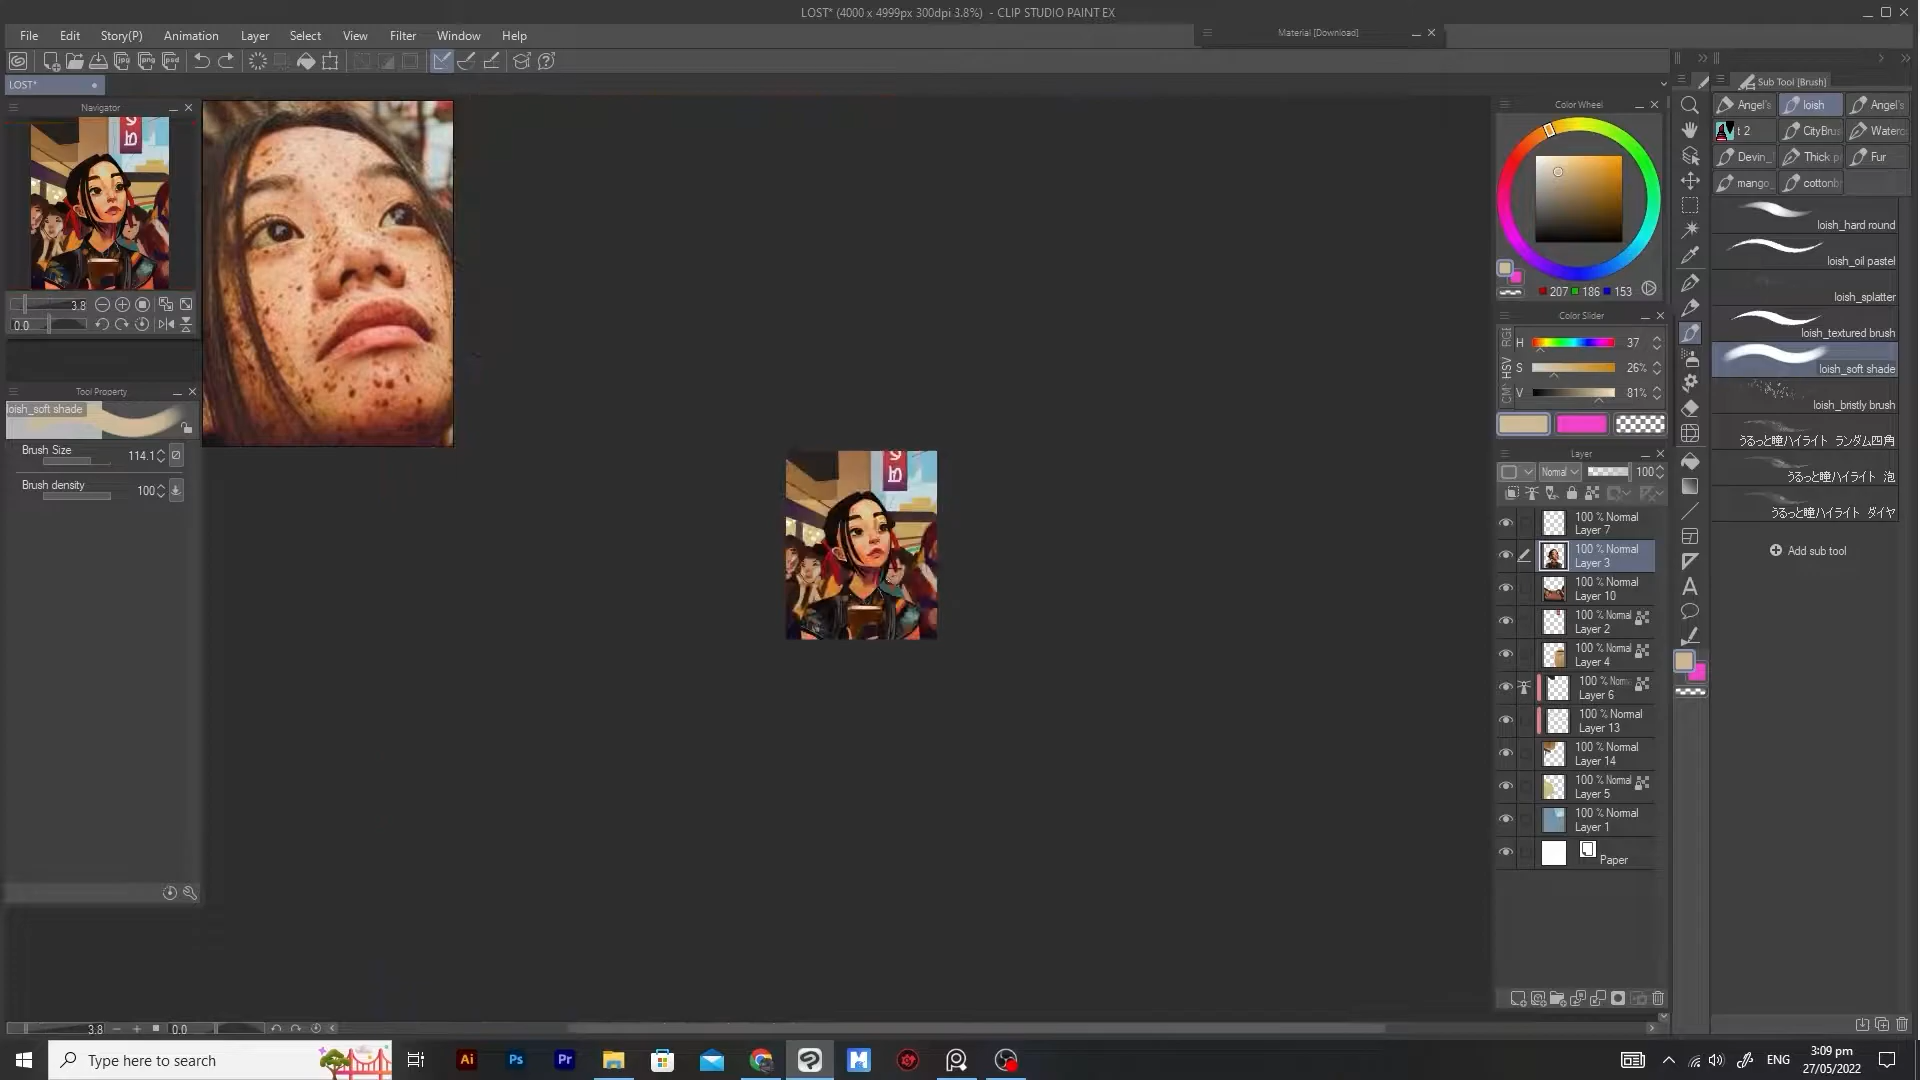 LOST* (4000 x 4999px 300dpi 3.8%) - CLIP STUDIO PAINT EX
File Edit Story(P) Animation Layer Select View Filter Window Help
Material [Download]
LOST*
Navigator
3.8
0.0
Tool Property
loish_soft shade
Brush Size 114.1
Brush density 100
Color Wheel
207 186 153
Color Slider
RGB
HSV
H 37
S 26%
V 81%
Layer
Normal 100
100 % Normal
Layer 7
100 % Normal
Layer 3
100 % Normal
Layer 10
100 % Normal
Layer 2
100 % Normal
Layer 4
100 % Norm
Layer 6
100 % Normal
Layer 13
100 % Normal
Layer 14
100 % Normal
Layer 5
100 % Normal
Layer 1
Paper
Sub Tool [Brush]
Angel's loish Angel's
t 2 CityBrus Waterc
Devin_ Thick p Fur
mango_ cottonb
loish_hard round
loish_oil pastel
loish_splatter
loish_textured brush
loish_soft shade
loish_bristly brush
うるっと瞳ハイライト ランダム四角
うるっと瞳ハイライト 泡
うるっと瞳ハイライト ダイヤ
Add sub tool
3.8 0.0
Type here to search
Ai Ps Pr
ENG
3:09 pm
27/05/2022